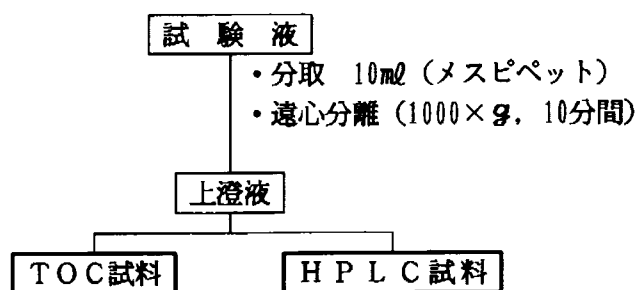 試 験 液
・分取 10mℓ（メスピペット）
・遠心分離（1000×g, 10分間）
上澄液
TOC試料
HPLC試料